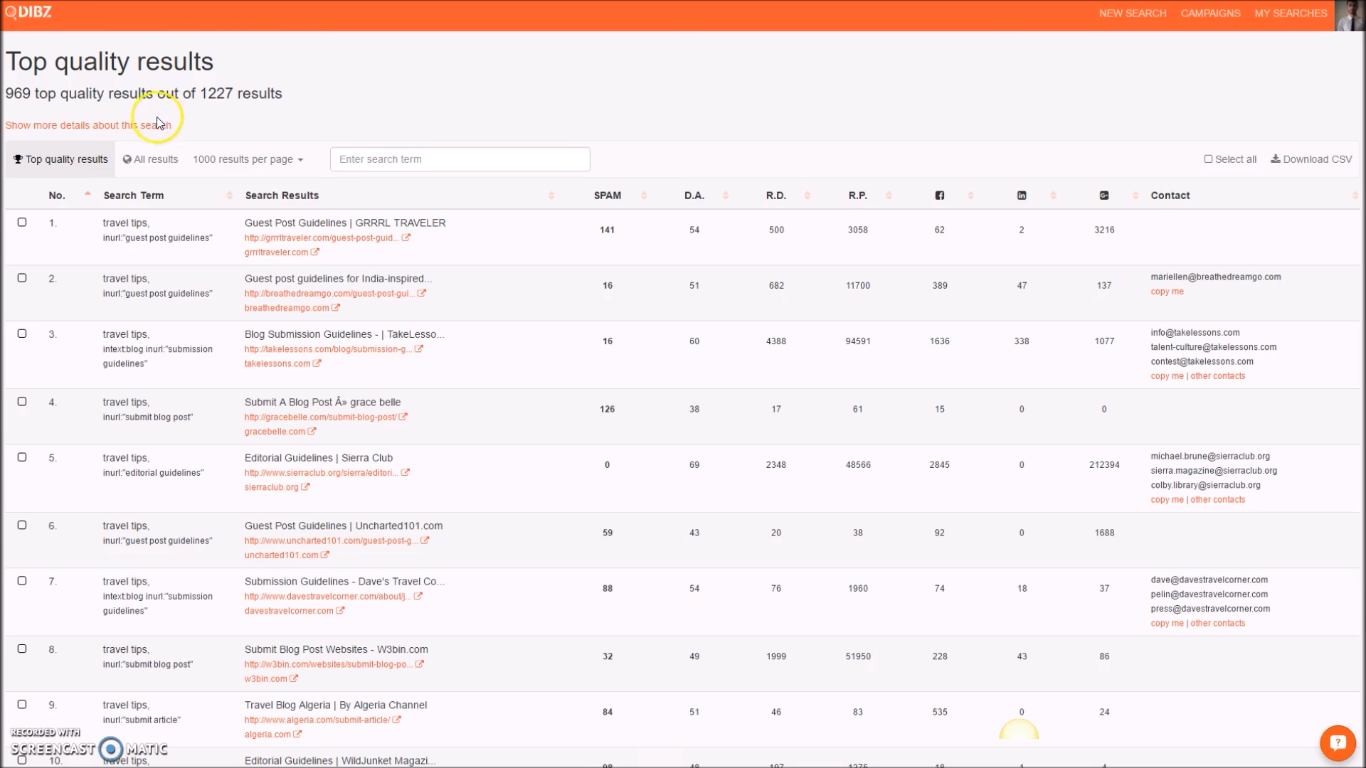 DIBZ
NEW SEARCH CAMPAIGNS MY SEARCHES
Top quality results
969 top quality results out of 1227 results
Show more details about this search
Top quality results All results 1000 results per page Enter search term Select all Download CSV
No. Search Term Search Results SPAM D.A. R.D. R.P. Contact
1. travel tips, Guest Post Guidelines | GRRRL TRAVELER 141 54 500 3058 62 2 3216
inurl:"guest post guidelines" http://grrrltraveler.com/guest-post-guid...
grrrltraveler.com
2. travel tips, Guest post guidelines for India-inspired... 16 51 682 11700 389 47 137 mariellen@breathedreamgo.com
inurl:"guest post guidelines" http://breathedreamgo.com/guest-post-gui... copy me
breathedreamgo.com
3. travel tips, Blog Submission Guidelines - | TakeLesso... 16 60 4388 94591 1636 338 1077 info@takelessons.com
intext:blog inurl:"submission http://takelessons.com/blog/submission-g... talent-culture@takelessons.com
guidelines" takelessons.com contest@takelessons.com
copy me | other contacts
4. travel tips, Submit A Blog Post Â» grace belle 126 38 17 61 15 0 0
inurl:"submit blog post" http://gracebelle.com/submit-blog-post/
gracebelle.com
5. travel tips, Editorial Guidelines | Sierra Club 0 69 2348 48566 2845 0 212394 michael.brune@sierraclub.org
inurl:"editorial guidelines" http://www.sierraclub.org/sierra/editori... sierra.magazine@sierraclub.org
sierraclub.org colby.library@sierraclub.org
copy me | other contacts
6. travel tips, Guest Post Guidelines | Uncharted101.com 59 43 20 38 92 0 1688
inurl:"guest post guidelines" http://www.uncharted101.com/guest-post-g...
uncharted101.com
7. travel tips, Submission Guidelines - Dave's Travel Co... 88 54 76 1960 74 18 37 dave@davestravelcorner.com
intext:blog inurl:"submission http://www.davestravelcorner.com/about/j... pelin@davestravelcorner.com
guidelines" davestravelcorner.com press@davestravelcorner.com
copy me | other contacts
8. travel tips, Submit Blog Post Websites - W3bin.com 32 49 1999 51950 228 43 86
inurl:"submit blog post" http://w3bin.com/websites/submit-blog-po...
w3bin.com
9. travel tips, Travel Blog Algeria | By Algeria Channel 84 51 46 83 535 0 24
inurl:"submit article" http://www.algeria.com/submit-article/
algeria.com
RECORDED WITH
SCREENCAST MATIC
10. travel tips, Editorial Guidelines | WildJunket Magazi...